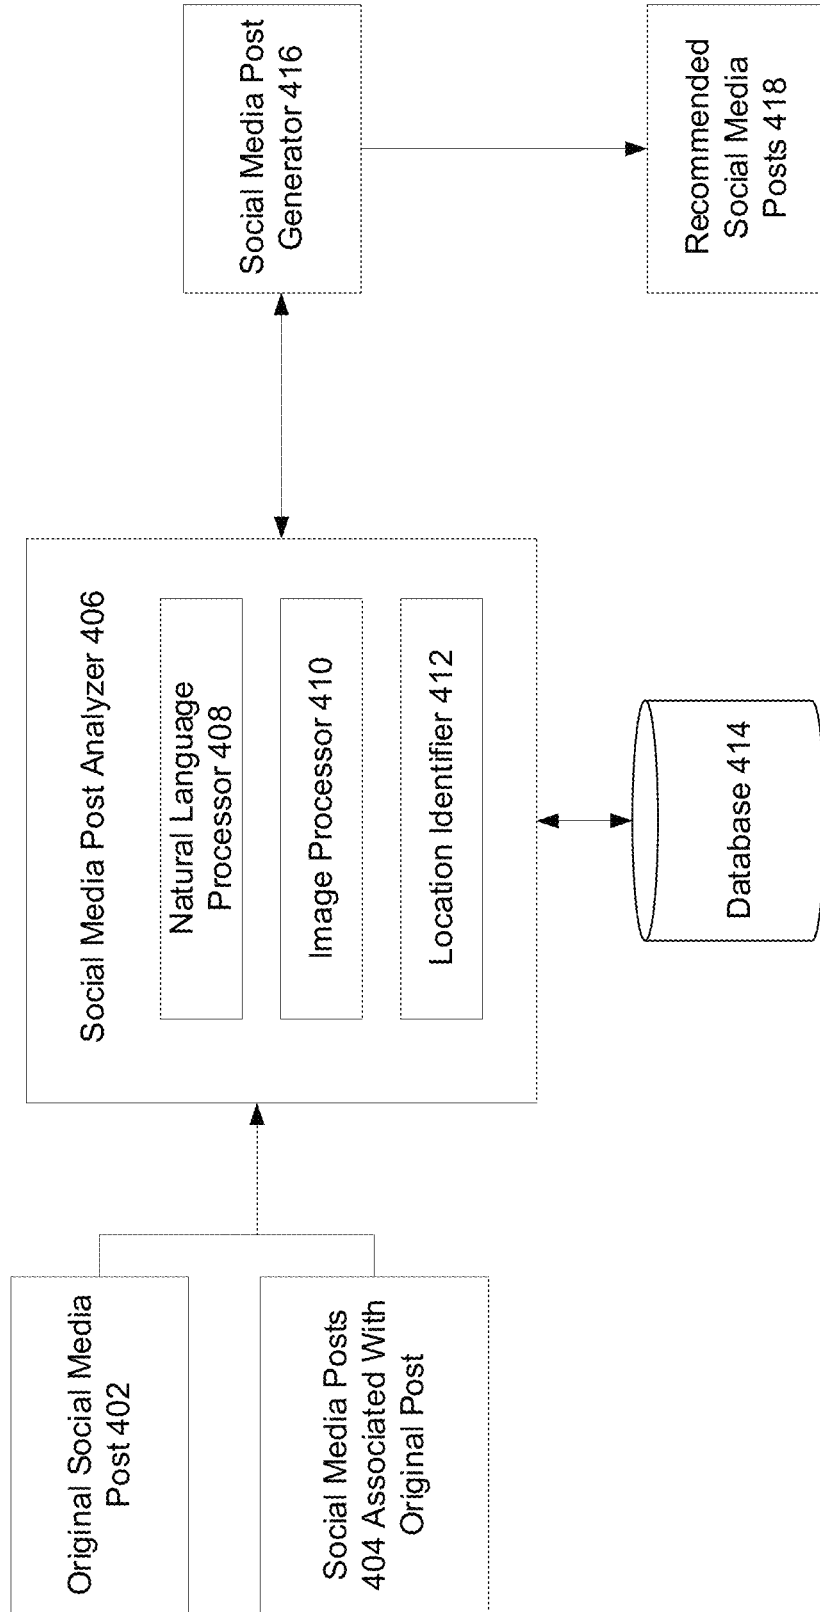 Original Social Media
Post 402
Social Media Posts
404 Associated With
Original Post
Social Media Post Analyzer 406
Natural Language
Processor 408
Image Processor 410
Location Identifier 412
Database 414
Social Media Post
Generator 416
Recommended
Social Media
Posts 418